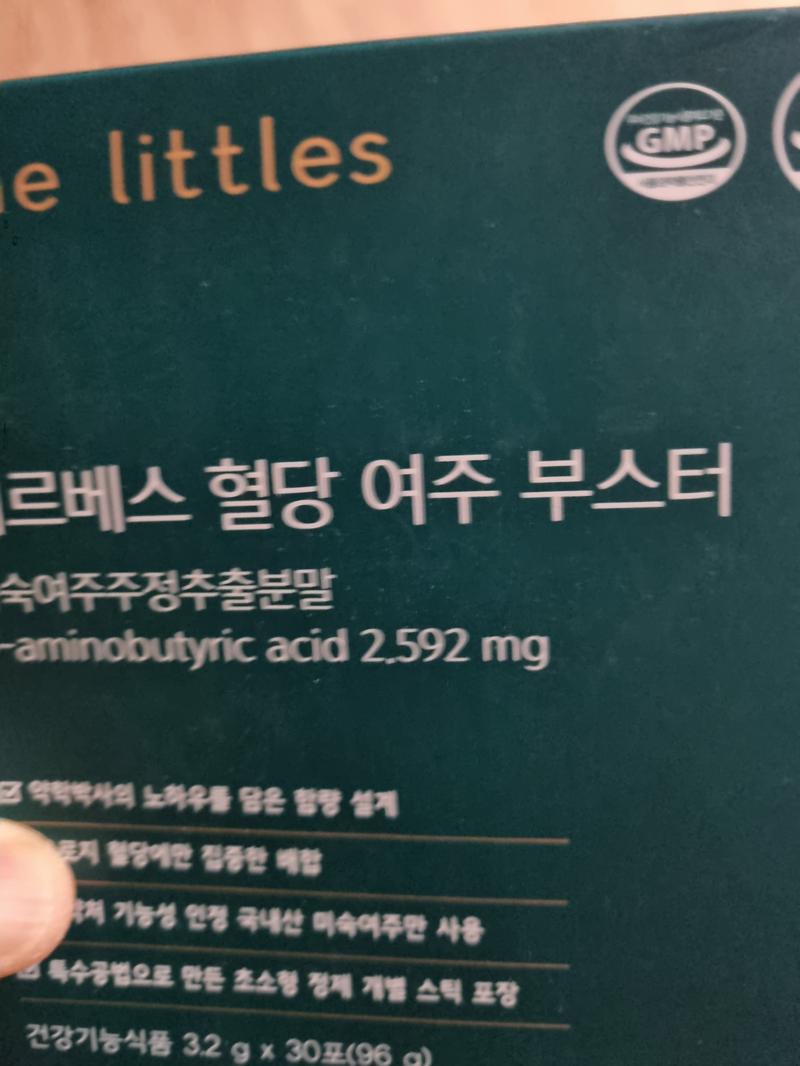 littles
GMP
르베스 혈당 여주 부스터
숙여주주정추출분말
-aminobutyric acid 2.592 mg
약학박사의 노하우를 담은 함량 설계
혈당에만 집중한 배합
기능성 인정 국내산 미숙여주만 사용
특수공법으로 만든 초소형 정제 개별 스틱 포장
건강기능식품 3.2 g x 30포(96 g)